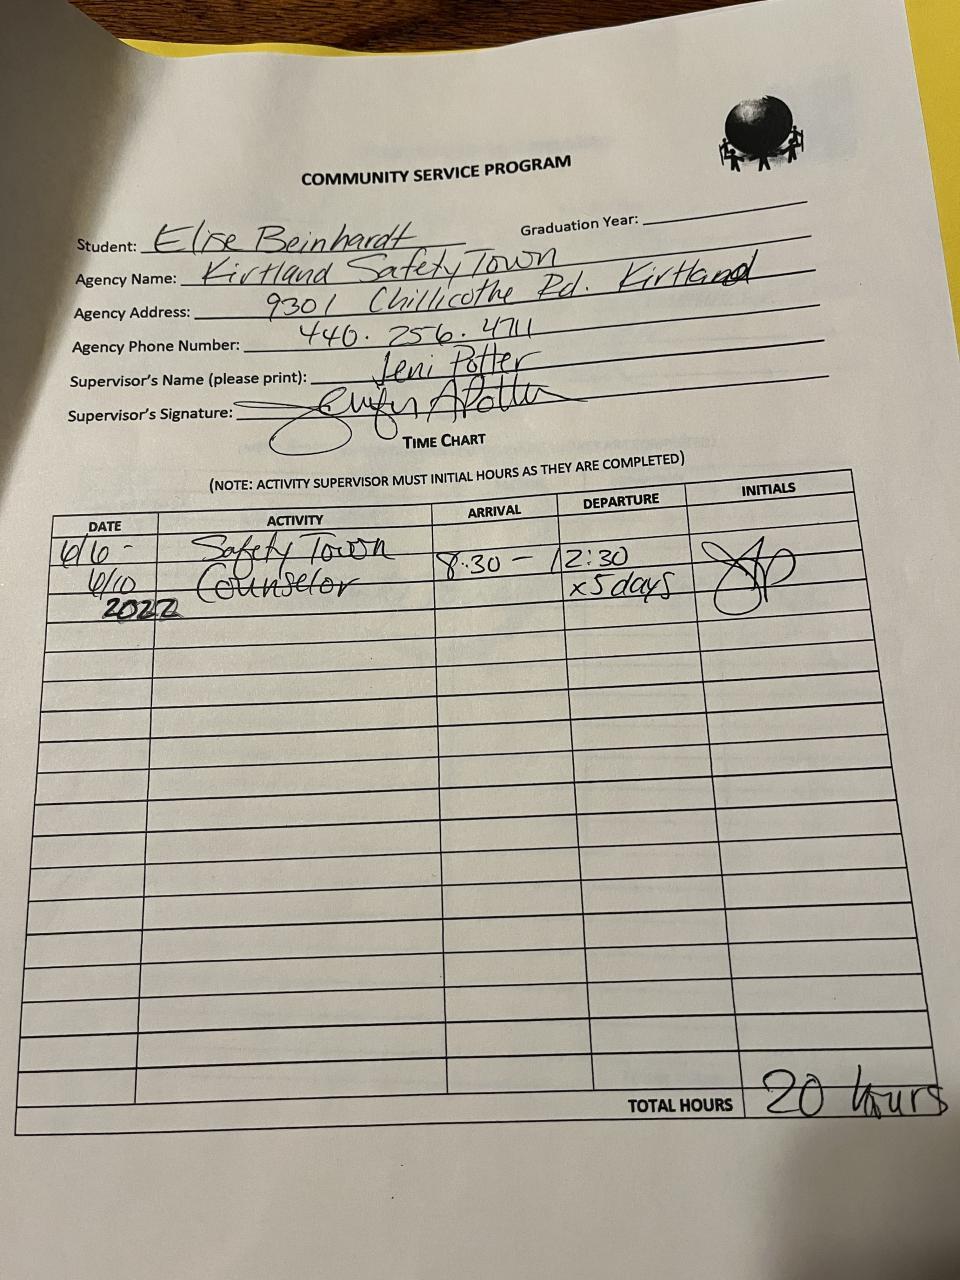 COMMUNITY SERVICE PROGRAM
Student: Elise Beinhardt Graduation Year:
Agency Name: Kirtland Safety Town
Agency Address: 9301 Chillicothe Rd. Kirtland
Agency Phone Number: 440. 256. 4711
Supervisor's Name (please print): Jeni Potter
Supervisor's Signature: Jennifer A Potter
TIME CHART
(NOTE: ACTIVITY SUPERVISOR MUST INITIAL HOURS AS THEY ARE COMPLETED)
DATE ACTIVITY ARRIVAL DEPARTURE INITIALS
6/6 - Safety Town 8:30 - 12:30 JAP
6/10 Counselor x5 days
2022
TOTAL HOURS 20 hours